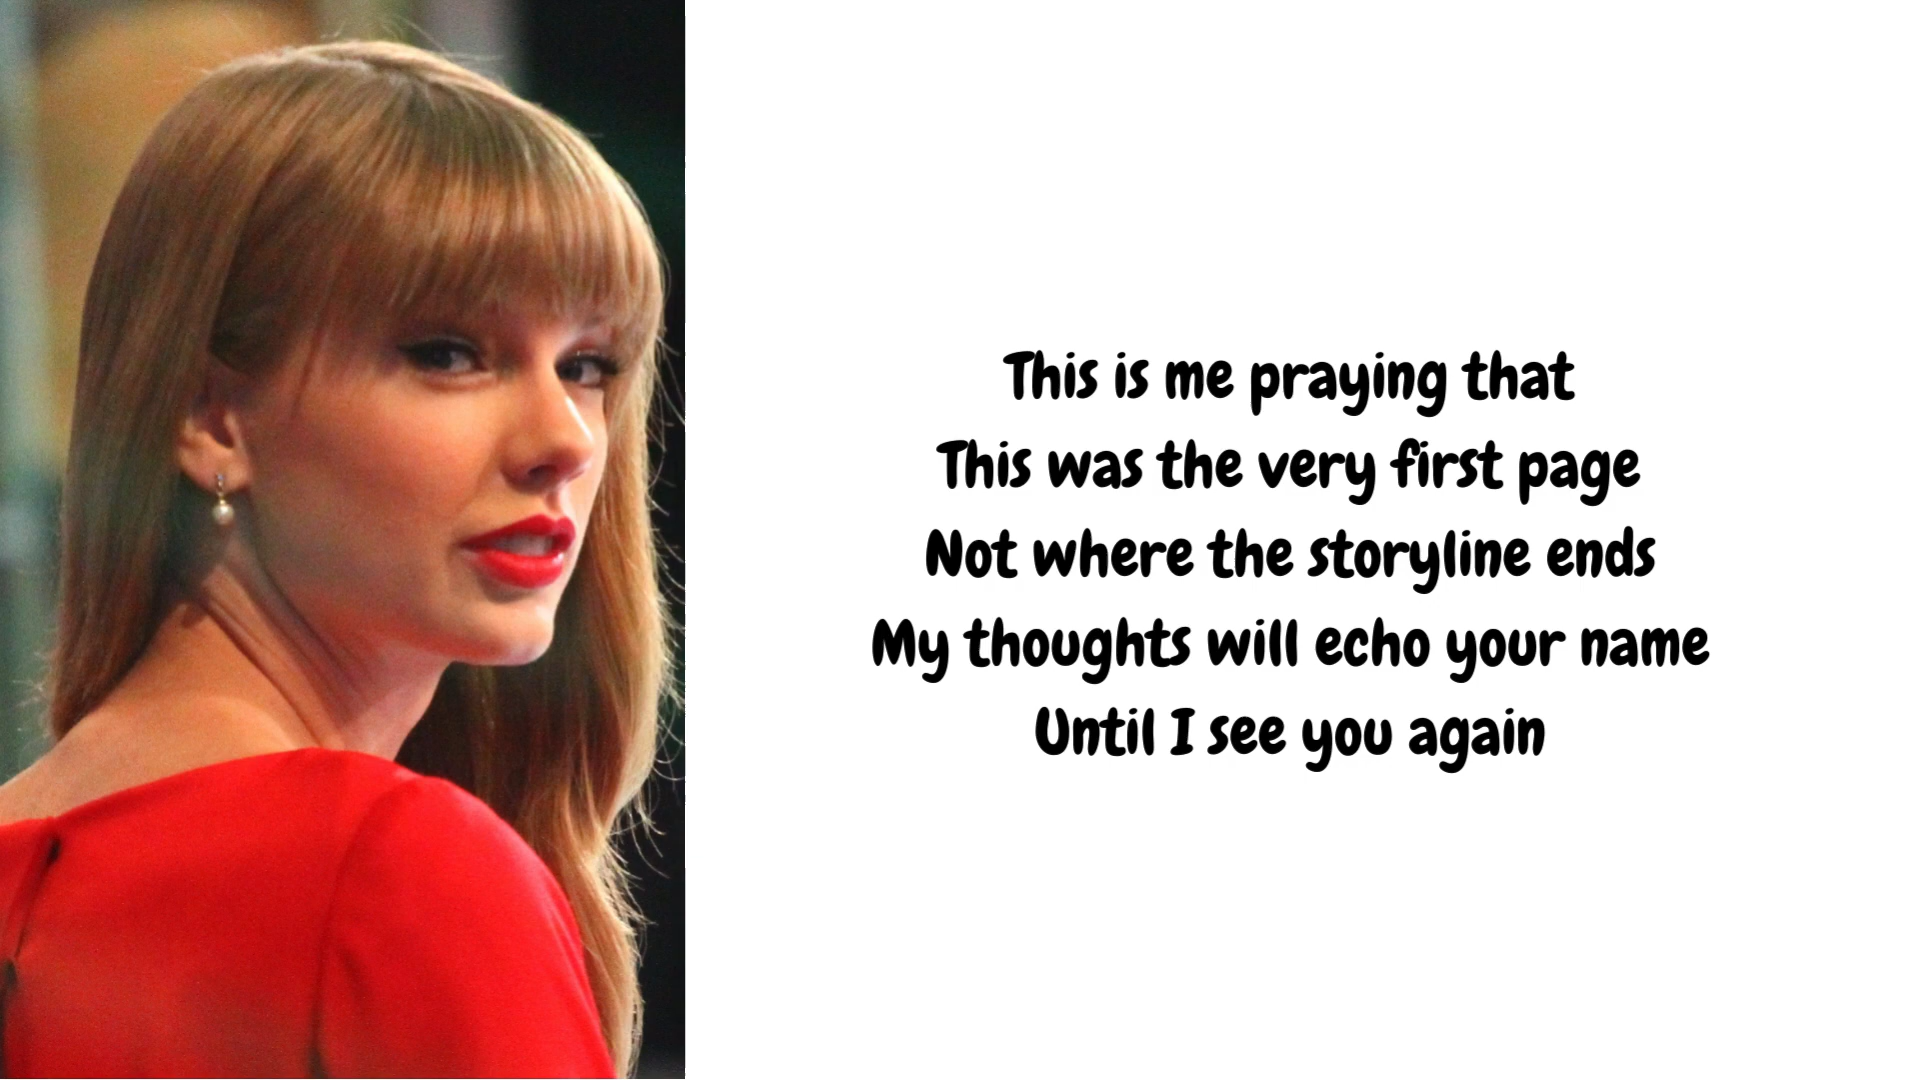 This is me praying that
This was the very first page
Not where the storyline ends
My thoughts will echo your name
Until I see you again